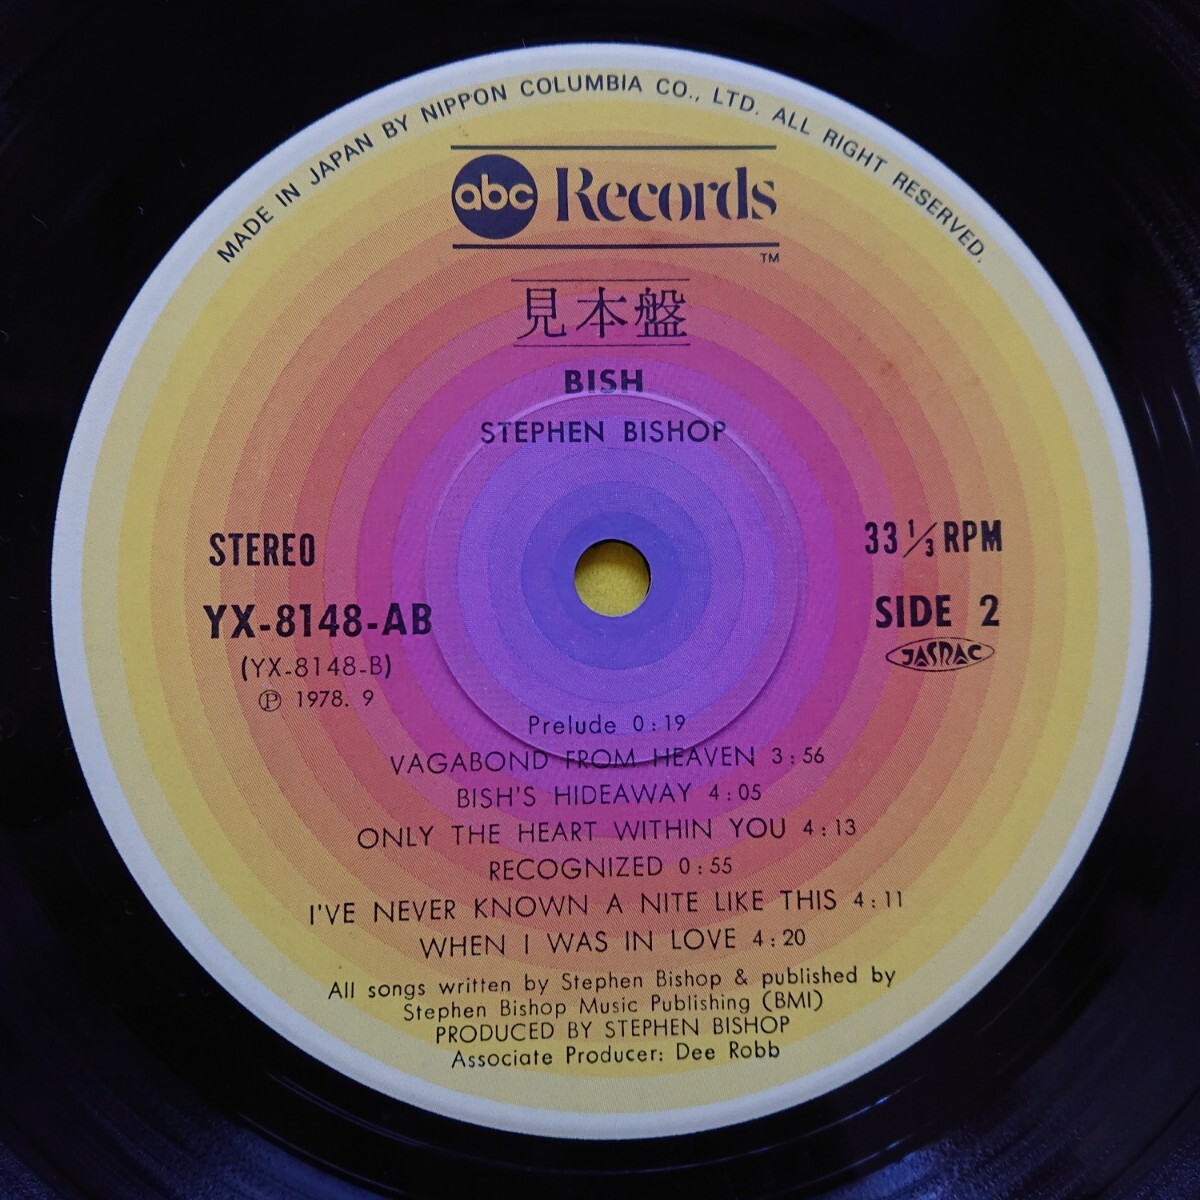 MADE IN JAPAN BY NIPPON COLUMBIA CO., LTD. ALL RIGHT RESERVED.
abc Records
TM
見本盤
BISH
STEPHEN BISHOP
STEREO
33 1/3 RPM
YX-8148-AB
SIDE 2
(YX-8148-B)
JASRAC
Ⓟ 1978. 9
Prelude 0:19
VAGABOND FROM HEAVEN 3:56
BISH'S HIDEAWAY 4:05
ONLY THE HEART WITHIN YOU 4:13
RECOGNIZED 0:55
I'VE NEVER KNOWN A NITE LIKE THIS 4:11
WHEN I WAS IN LOVE 4:20
All songs written by Stephen Bishop & published by
Stephen Bishop Music Publishing (BMI)
PRODUCED BY STEPHEN BISHOP
Associate Producer: Dee Robb